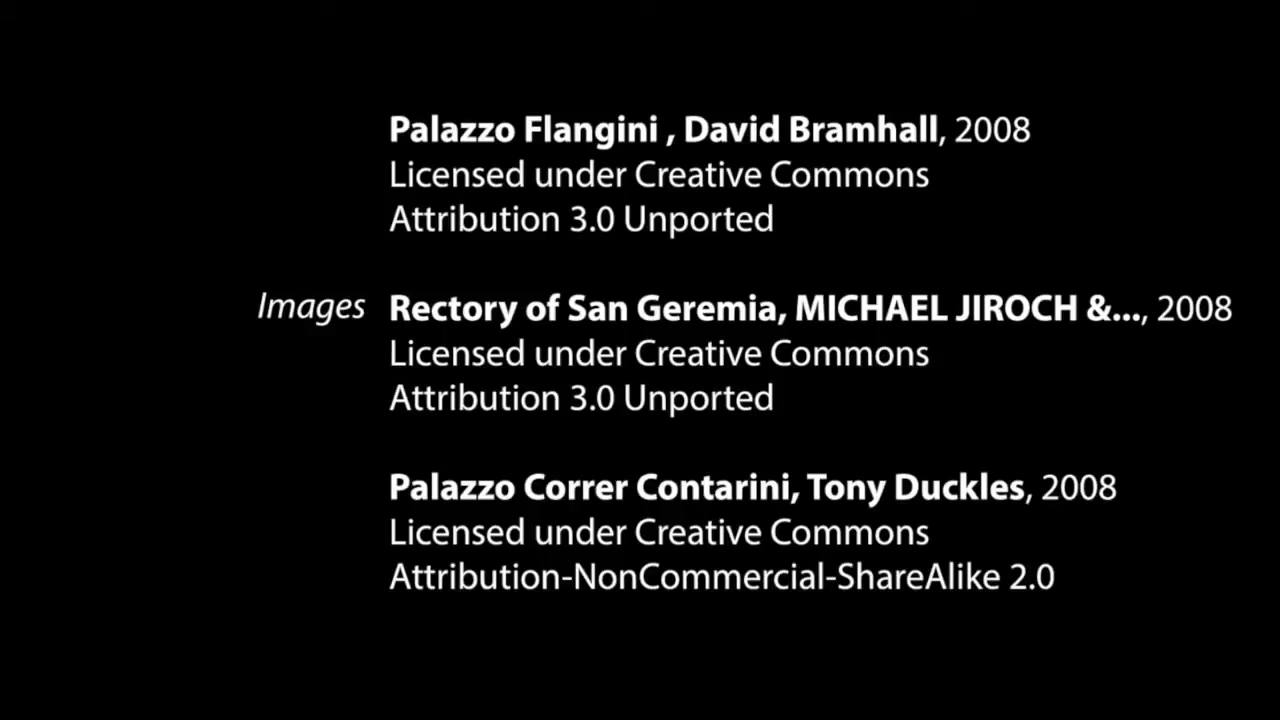 Palazzo Flangini , David Bramhall, 2008
Licensed under Creative Commons
Attribution 3.0 Unported
Images Rectory of San Geremia, MICHAEL JIROCH &..., 2008
Licensed under Creative Commons
Attribution 3.0 Unported
Palazzo Correr Contarini, Tony Duckles, 2008
Licensed under Creative Commons
Attribution-NonCommercial-ShareAlike 2.0